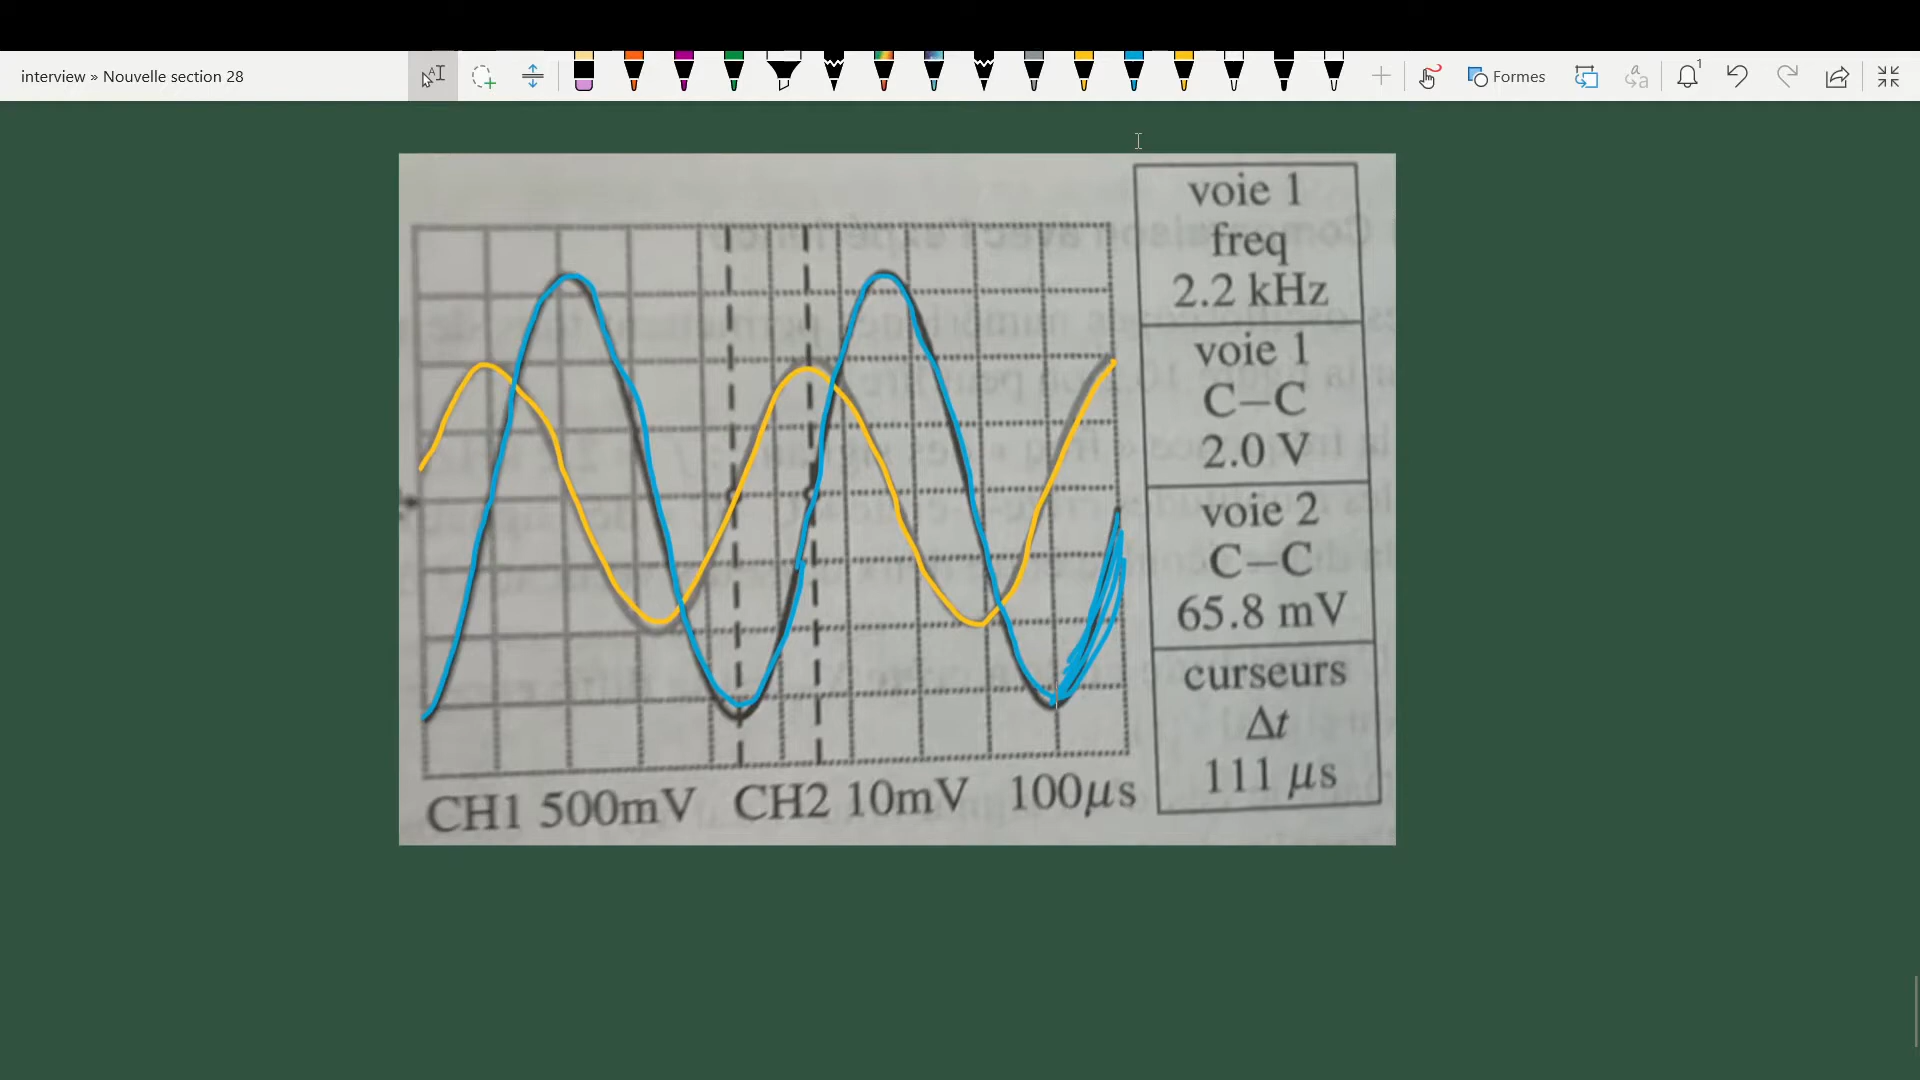 interview » Nouvelle section 28
Formes
1
voie 1
freq
2.2 kHz
voie 1
C–C
2.0 V
voie 2
C–C
65.8 mV
curseurs
Δt
111 μs
CH1 500mV CH2 10mV 100μs